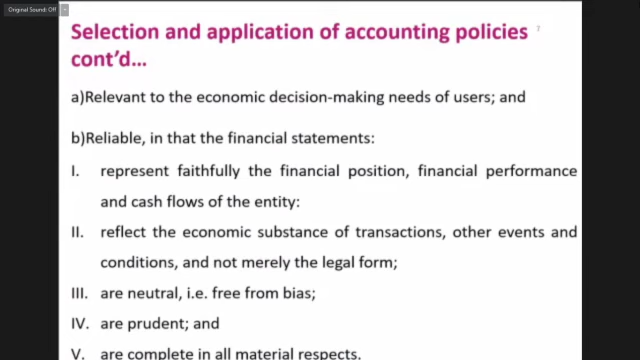 Original Sound: Off
Selection and application of accounting policies
7
cont'd...
a)Relevant to the economic decision-making needs of users; and
b)Reliable, in that the financial statements:
I. represent faithfully the financial position, financial performance
and cash flows of the entity:
II. reflect the economic substance of transactions, other events and
conditions, and not merely the legal form;
III. are neutral, i.e. free from bias;
IV. are prudent; and
V. are complete in all material respects.